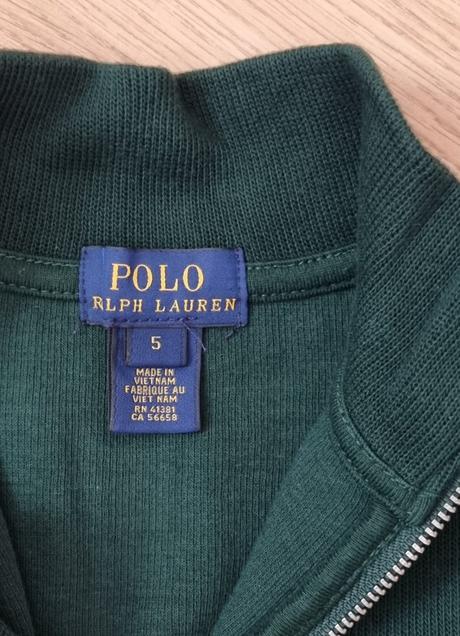 POLO
RLPH LAUREN
5
MADE IN
VIETNAM
FABRIQUE AU
VIET NAM
RN 41381
CA 56658